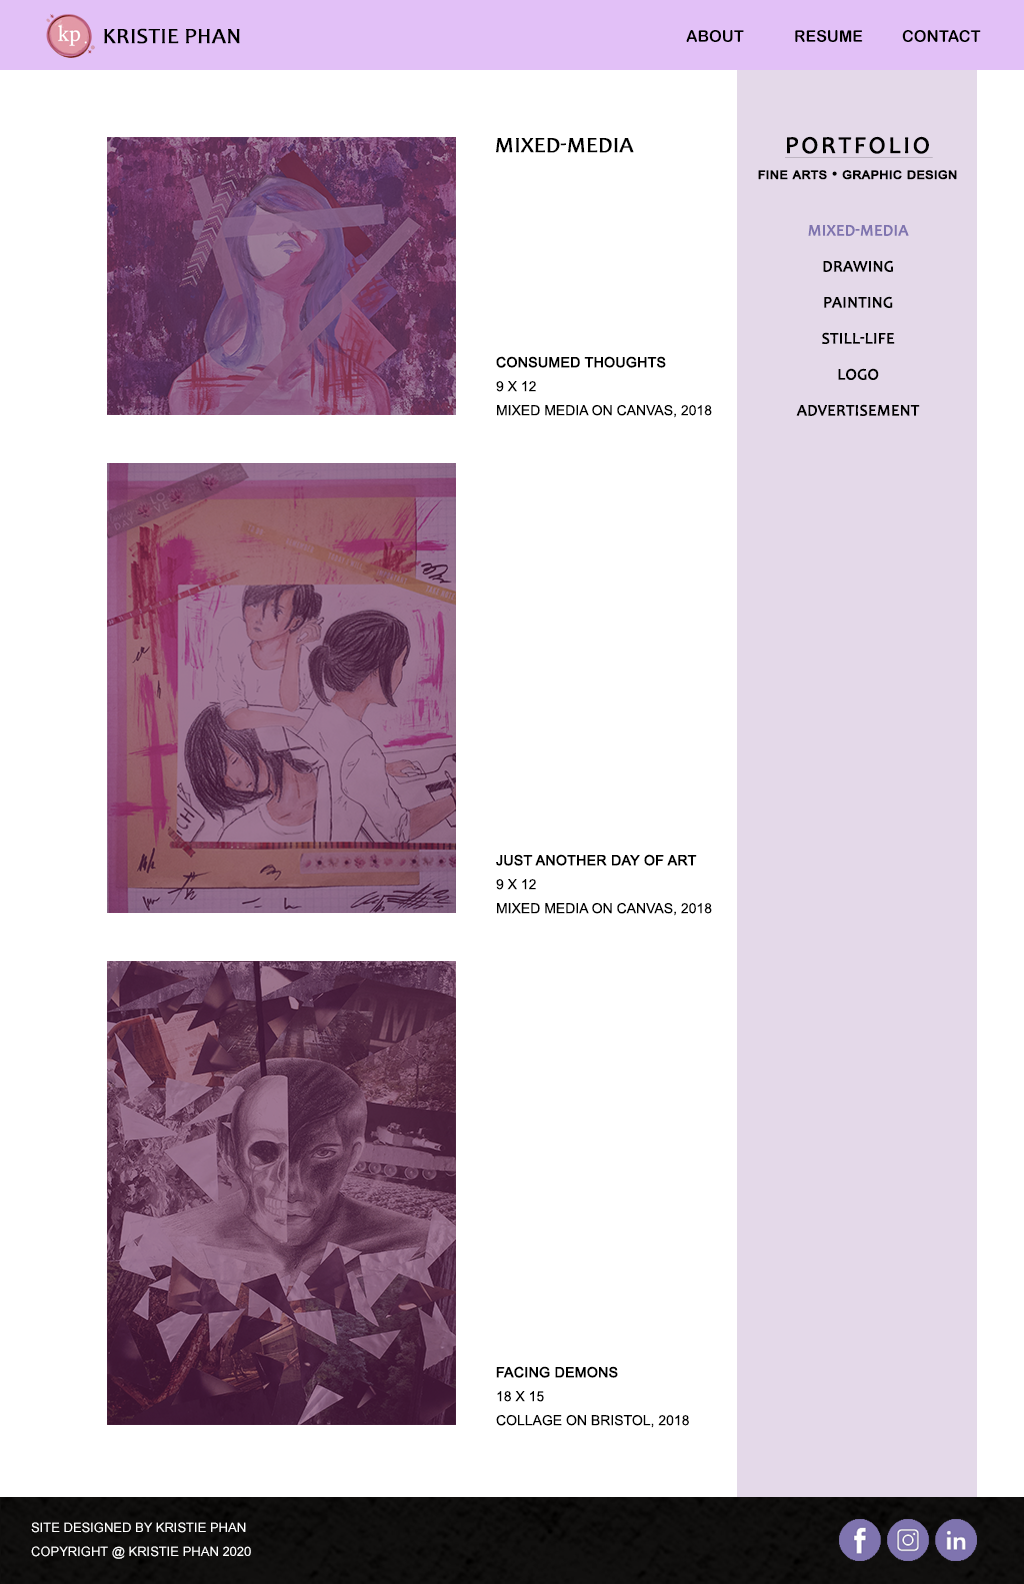 kp
KRISTIE PHAN
ABOUT
RESUME
CONTACT
MIXED-MEDIA
CONSUMED THOUGHTS
9 X 12
MIXED MEDIA ON CANVAS, 2018
JUST ANOTHER DAY OF ART
9 X 12
MIXED MEDIA ON CANVAS, 2018
FACING DEMONS
18 X 15
COLLAGE ON BRISTOL, 2018
PORTFOLIO
FINE ARTS • GRAPHIC DESIGN
MIXED-MEDIA
DRAWING
PAINTING
STILL-LIFE
LOGO
ADVERTISEMENT
SITE DESIGNED BY KRISTIE PHAN
COPYRIGHT @ KRISTIE PHAN 2020
f
in